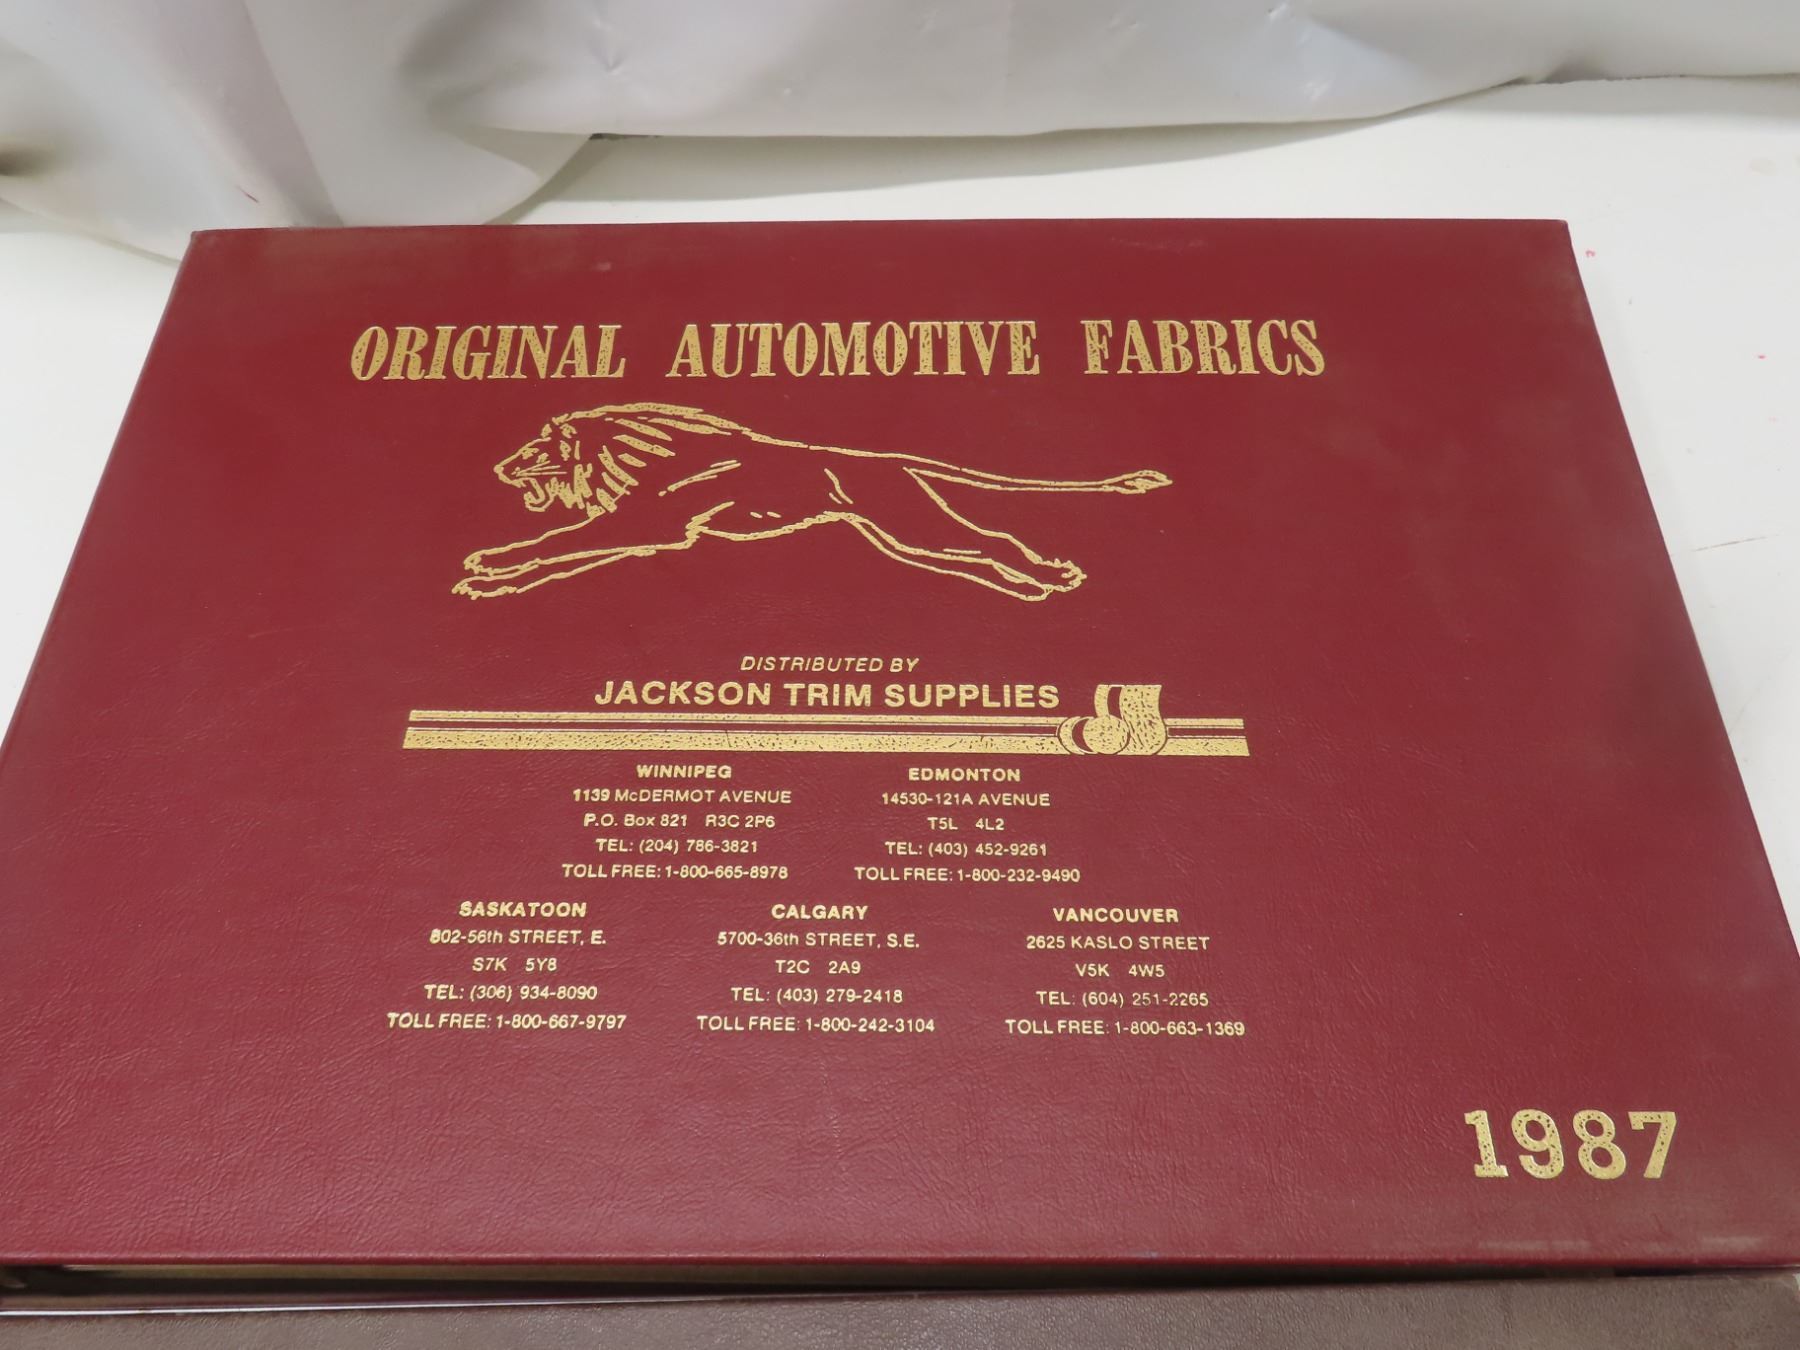 ORIGINAL AUTOMOTIVE FABRICS
DISTRIBUTED BY
JACKSON TRIM SUPPLIES
WINNIPEG
1139 McDERMOT AVENUE
P.O. Box 821 R3C 2P6
TEL: (204) 786-3821
TOLL FREE: 1-800-665-8978
EDMONTON
14530-121A AVENUE
T5L 4L2
TEL: (403) 452-9261
TOLL FREE: 1-800-232-9490
SASKATOON
802-56th STREET, E.
S7K 5Y8
TEL: (306) 934-8090
TOLL FREE: 1-800-667-9797
CALGARY
5700-36th STREET, S.E.
T2C 2A9
TEL: (403) 279-2418
TOLL FREE: 1-800-242-3104
VANCOUVER
2625 KASLO STREET
V5K 4W5
TEL: (604) 251-2265
TOLL FREE: 1-800-663-1369
1987